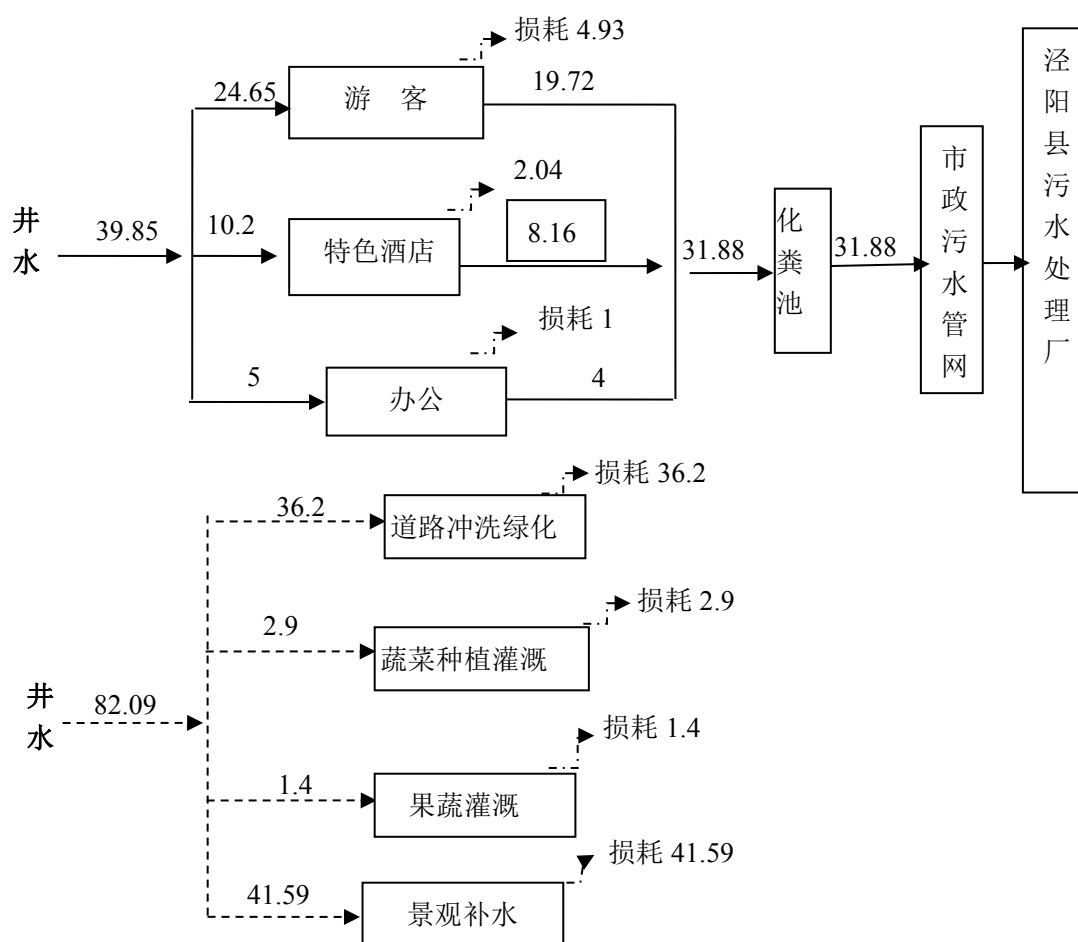 损耗 4.93
24.65
游 客
19.72
2.04
井水
39.85
10.2
特色酒店
8.16
31.88
化粪池
31.88
市政污水管网
泾阳县污水处理厂
损耗 1
5
办公
4
损耗 36.2
36.2
道路冲洗绿化
损耗 2.9
2.9
蔬菜种植灌溉
井水
82.09
损耗 1.4
1.4
果蔬灌溉
损耗 41.59
41.59
景观补水